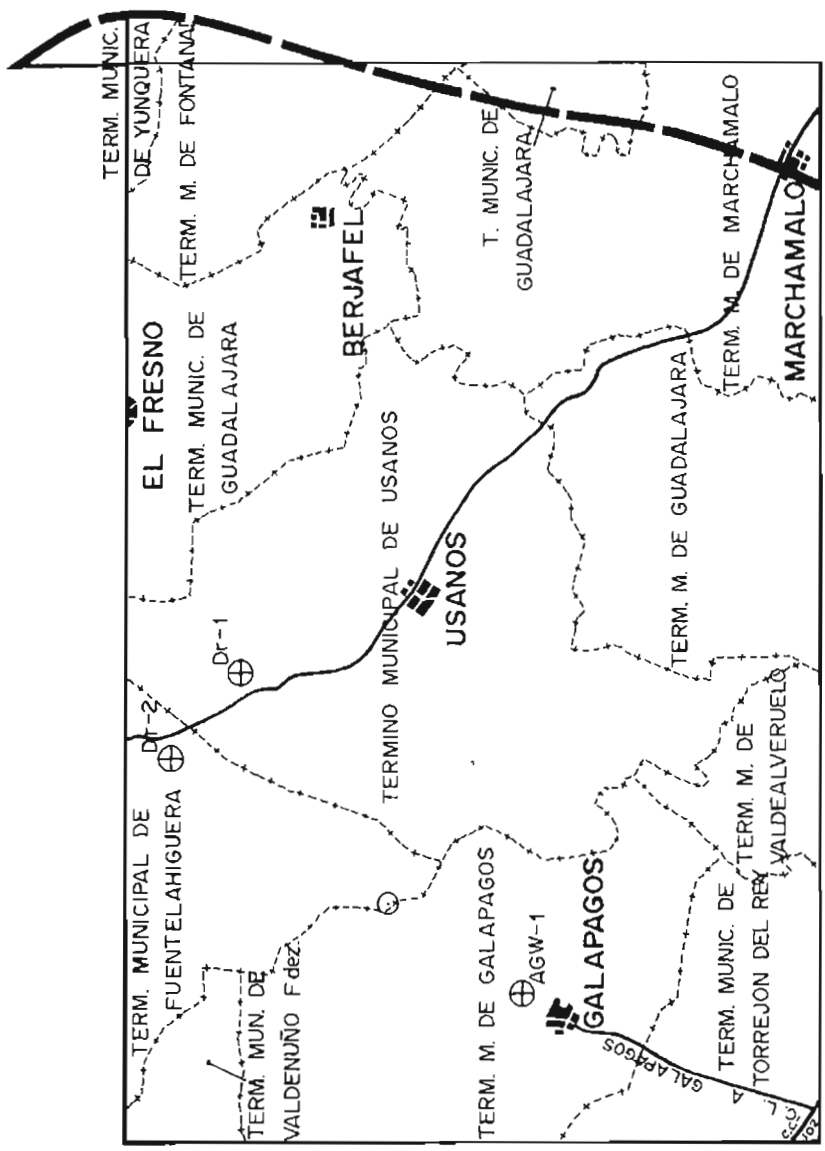 TERM. MUNIC.
DE YUNQUERA
TERM. M. DE FONTANA
EL FRESNO
TERM. MUNIC. DE
GUADALAJARA
BERJAFEL
T. MUNIC. DE
GUADALAJARA
TERM. M. DE MARCHAMALO
MARCHAMALO
Dr-1
Dr-2
TERMINO MUNICIPAL DE USANOS
USANOS
TERM. M. DE GUADALAJARA
TERM. MUNICIPAL DE
FUENTELAHIGUERA
TERM. MUN. DE
VALDENUÑO Fdez.
TERM. M. DE GALAPAGOS
AGW-1
GALAPAGOS
TERM. M. DE
VALDEALVERUELO
TERM. MUNIC. DE
TORREJON DEL REY
A GALAPAGOS